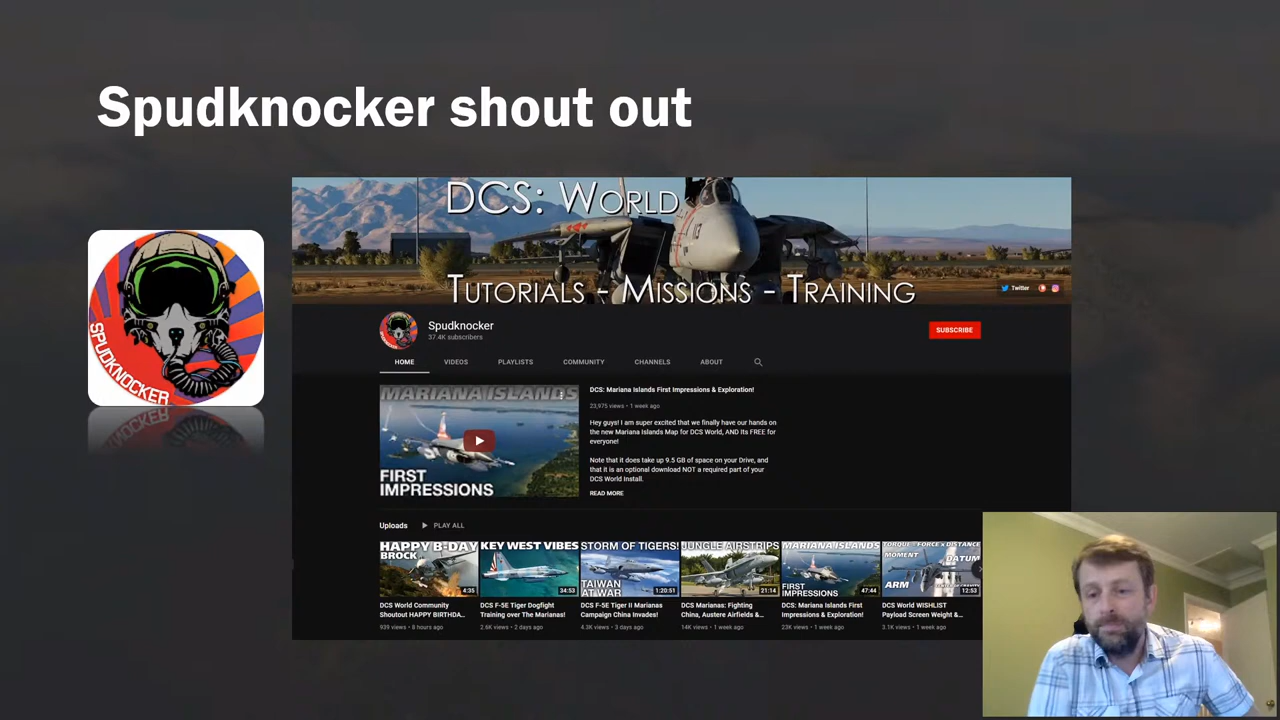 Spudknocker shout out
DCS: World
Tutorials - Missions - Training
Twitter
SPUDKNOCKER
Spudknocker
37.4K subscribers
SUBSCRIBE
HOME VIDEOS PLAYLISTS COMMUNITY CHANNELS ABOUT
MARIANA ISLANDS
FIRST
IMPRESSIONS
DCS: Mariana Islands First Impressions & Exploration!
23,975 views • 1 week ago
Hey guys! I am super excited that we finally have our hands on
the new Mariana Islands Map for DCS World, AND Its FREE for
everyone!
Note that it does take up 9.5 GB of space on your Drive, and
that it is an optional download NOT a required part of your
DCS World Install.
READ MORE
Uploads PLAY ALL
HAPPY B-DAY
BROCK
4:35
KEY WEST VIBES
34:53
STORM OF TIGERS!
TAIWAN
AT WAR
1:20:51
JUNGLE AIRSTRIPS
21:14
MARIANA ISLANDS
FIRST
IMPRESSIONS
47:44
TORQUE = FORCE x DISTANCE
MOMENT
DATUM
ARM
12:53
DCS World Community
Shoutout HAPPY BIRTHDA...
939 views • 8 hours ago
DCS F-5E Tiger Dogfight
Training over The Marianas!
2.6K views • 2 days ago
DCS F-5E Tiger II Marianas
Campaign China Invades!
4.3K views • 3 days ago
DCS Marianas: Fighting
China, Austere Airfields &...
14K views • 1 week ago
DCS: Mariana Islands First
Impressions & Exploration!
23K views • 1 week ago
DCS World WISHLIST
Payload Screen Weight &...
3.1K views • 1 week ago